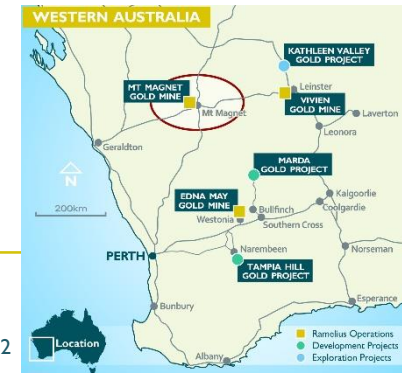 WESTERN AUSTRALIA
KATHLEEN VALLEY
GOLD PROJECT
MT MAGNET
GOLD MINE
Leinster
Mt Magnet
VIVIEN
GOLD MINE
Laverton
Leonora
Geraldton
MARDA
GOLD PROJECT
N
200km
EDNA MAY
GOLD MINE
Kalgoorlie
Coolgardie
Bullfinch
Westonia
Southern Cross
PERTH
Narembeen
Norseman
TAMPIA HILL
GOLD PROJECT
Esperance
Bunbury
2
Location
Ramelius Operations
Development Projects
Exploration Projects
Albany